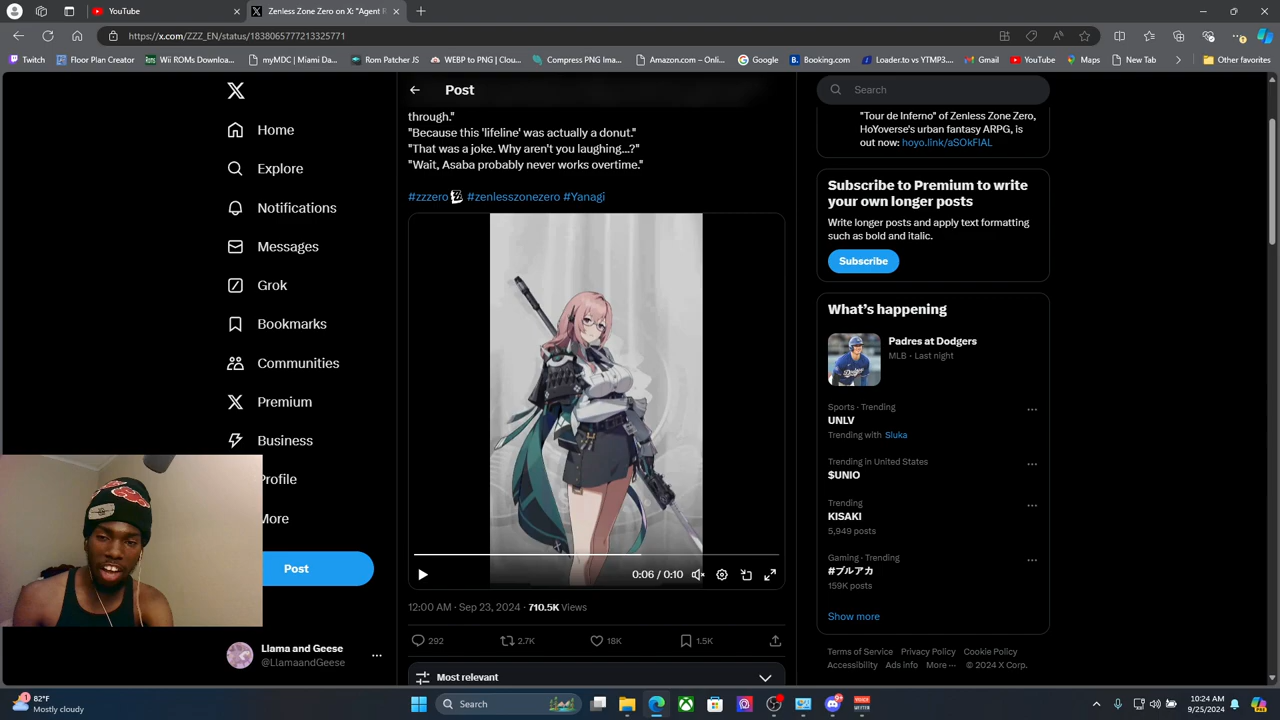 YouTube
Zenless Zone Zero on X: "Agent R
https://x.com/ZZZ_EN/status/1838065777213325771
Twitch
Floor Plan Creator
Wii ROMs Downloa...
myMDC | Miami Da...
Rom Patcher JS
WEBP to PNG | Clou...
Compress PNG Ima...
Amazon.com – Onli...
Google
Booking.com
Loader.to vs YTMP3....
Gmail
YouTube
Maps
New Tab
Other favorites
Home
Explore
Notifications
Messages
Grok
Bookmarks
Communities
Premium
Business
Profile
More
Post
Llama and Geese
@LlamaandGeese
Post
through."
"Because this 'lifeline' was actually a donut."
"That was a joke. Why aren't you laughing...?"
"Wait, Asaba probably never works overtime."
#zzzero #zenlesszonezero #Yanagi
0:06 / 0:10
12:00 AM · Sep 23, 2024 · 710.5K Views
292
2.7K
18K
1.5K
Most relevant
Search
"Tour de Inferno" of Zenless Zone Zero,
HoYoverse's urban fantasy ARPG, is
out now: hoyo.link/aSOkFIAL
Subscribe to Premium to write
your own longer posts
Write longer posts and apply text formatting
such as bold and italic.
Subscribe
What's happening
Padres at Dodgers
MLB · Last night
Sports · Trending
UNLV
Trending with Sluka
Trending in United States
$UNIO
Trending
KISAKI
5,949 posts
Gaming · Trending
#ブルアカ
159K posts
Show more
Terms of Service Privacy Policy Cookie Policy
Accessibility Ads info More ··· © 2024 X Corp.
82°F
Mostly cloudy
Search
10:24 AM
9/25/2024